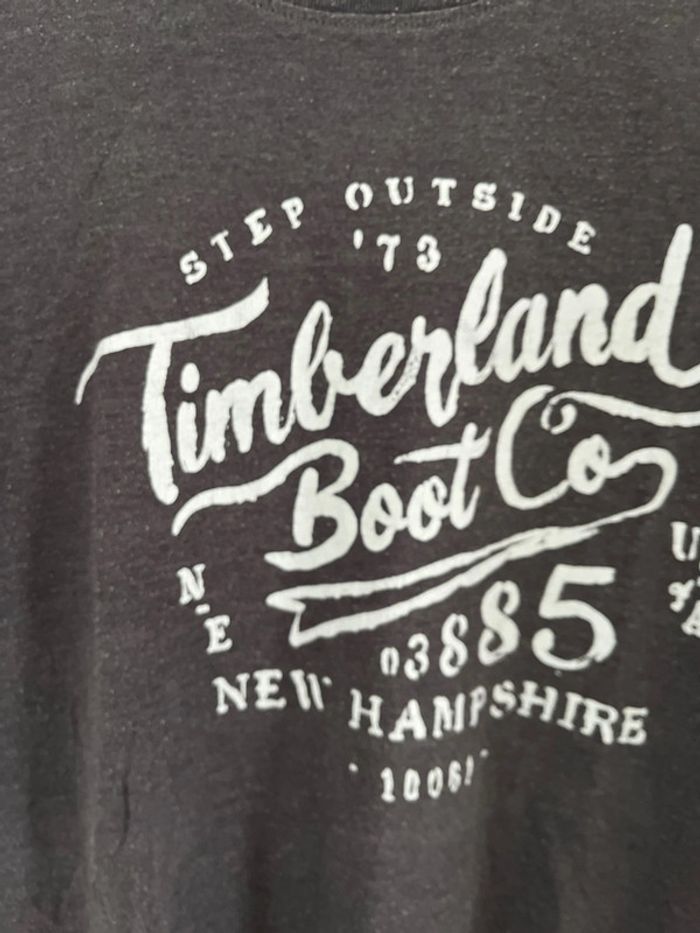 STEP OUTSIDE
'73
Timberland
Boot Co
N-E
03885
NEW HAMPSHIRE